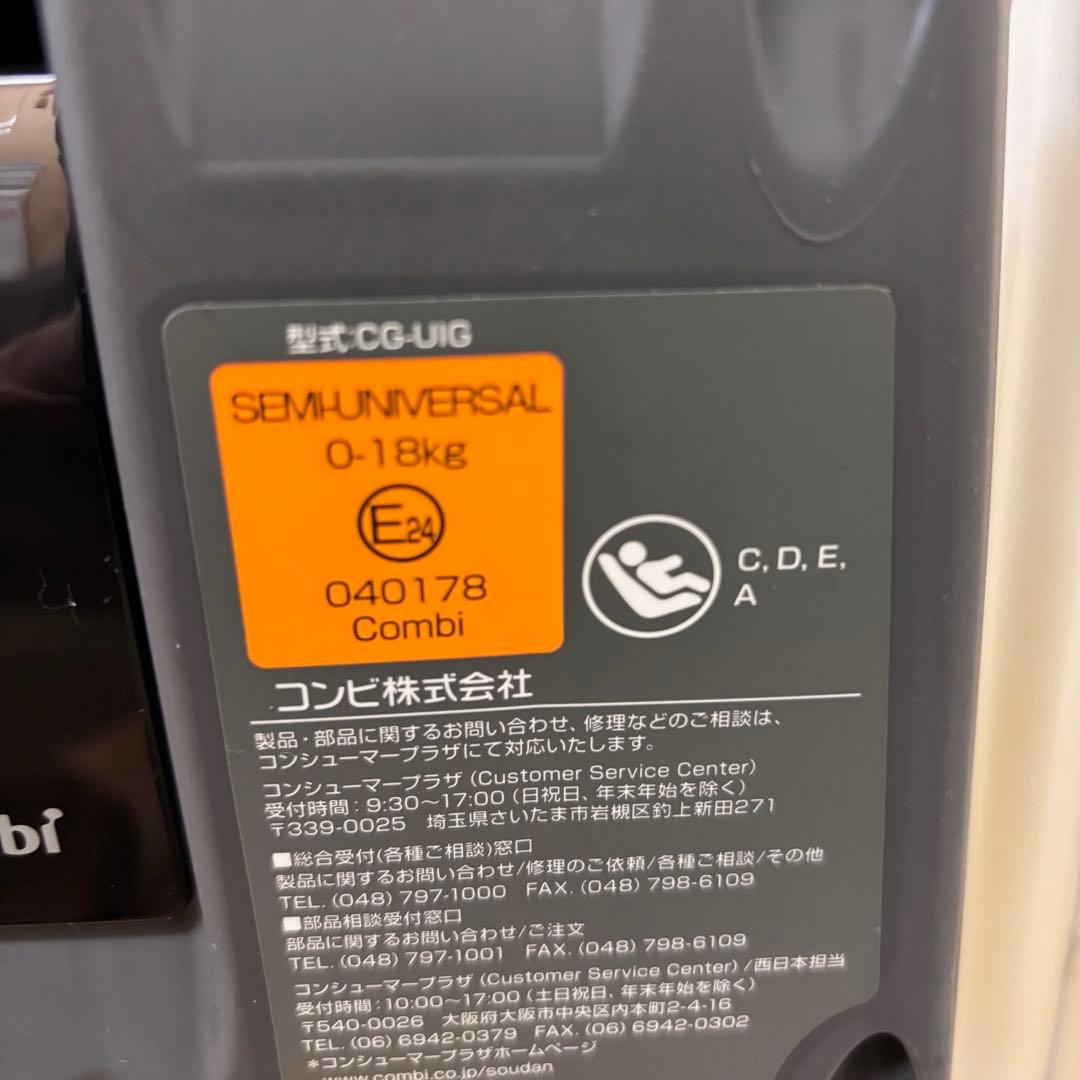 型式:CG-UIG
SEMI-UNIVERSAL
0-18kg
E24
040178
Combi
C, D, E,
A
コンビ株式会社
製品・部品に関するお問い合わせ、修理などのご相談は、
コンシューマープラザにて対応いたします。
コンシューマープラザ (Customer Service Center)
受付時間:9:30〜17:00 (日祝日、年末年始を除く)
〒339-0025 埼玉県さいたま市岩槻区釣上新田271
■総合受付(各種ご相談)窓口
製品に関するお問い合わせ/修理のご依頼/各種ご相談/その他
TEL. (048) 797-1000 FAX. (048) 798-6109
■部品相談受付窓口
部品に関するお問い合わせ/ご注文
TEL. (048) 797-1001 FAX. (048) 798-6109
コンシューマープラザ (Customer Service Center) /西日本担当
受付時間:10:00〜17:00 (土日祝日、年末年始を除く)
〒540-0026 大阪府大阪市中央区内本町2-4-16
TEL. (06) 6942-0379 FAX. (06) 6942-0302
*コンシューマープラザホームページ
www.combi.co.jp/soudan
bi